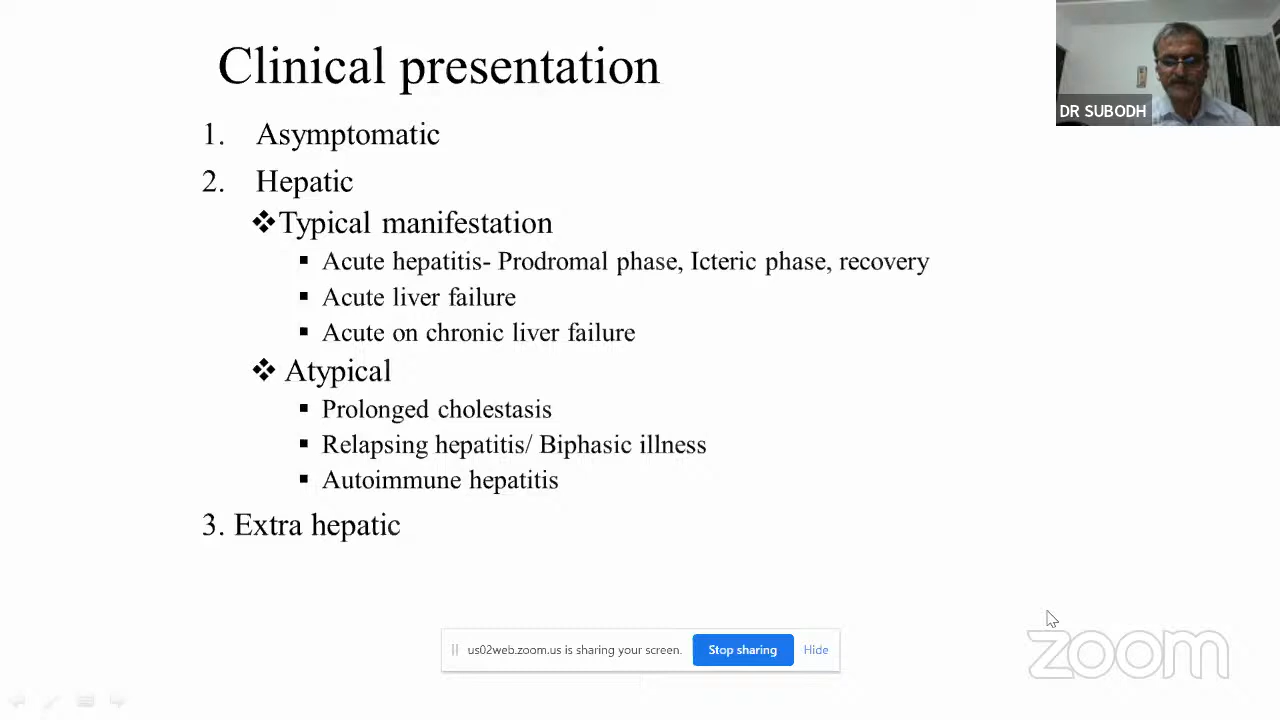 Clinical presentation
DR SUBODH
1. Asymptomatic
2. Hepatic
❖Typical manifestation
▪ Acute hepatitis- Prodromal phase, Icteric phase, recovery
▪ Acute liver failure
▪ Acute on chronic liver failure
❖ Atypical
▪ Prolonged cholestasis
▪ Relapsing hepatitis/ Biphasic illness
▪ Autoimmune hepatitis
3. Extra hepatic
us02web.zoom.us is sharing your screen. Stop sharing Hide
zoom